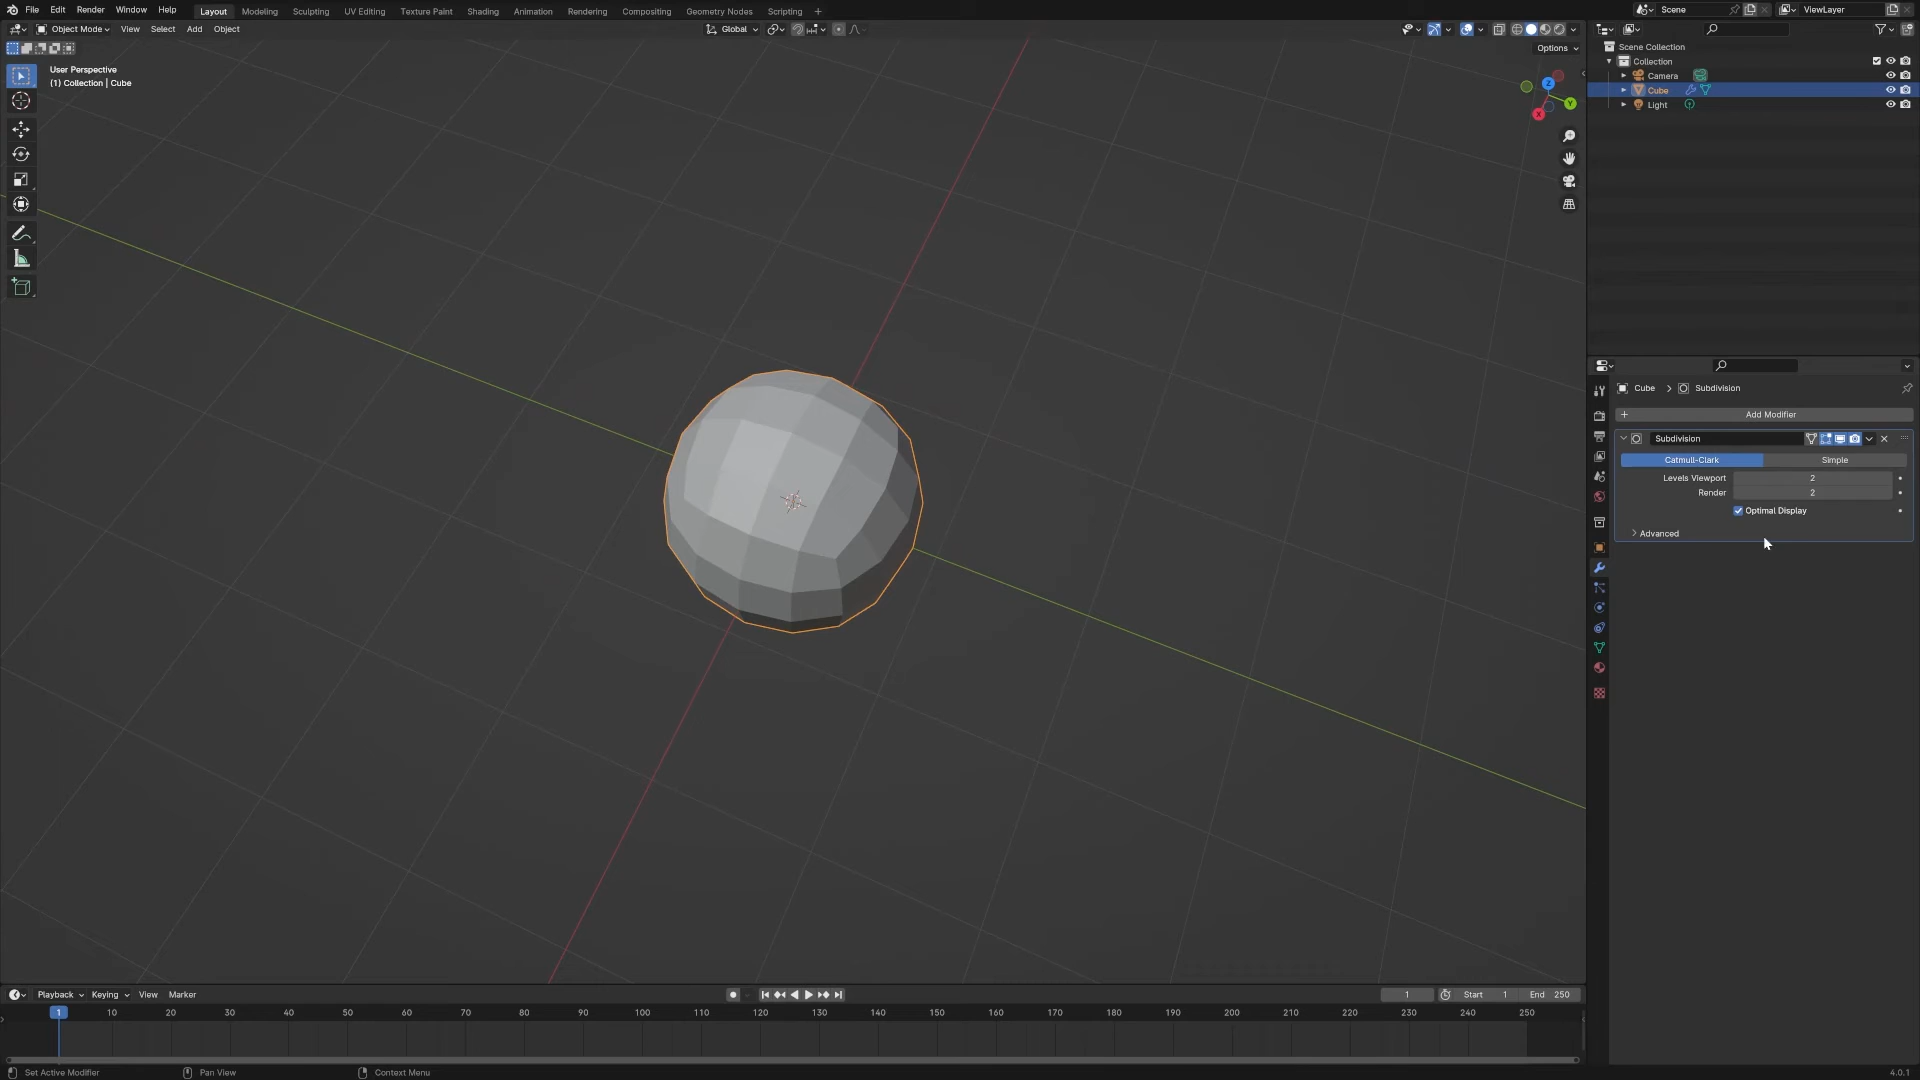 File Edit Render Window Help Layout Modeling Sculpting UV Editing Texture Paint Shading Animation Rendering Compositing Geometry Nodes Scripting + Scene ViewLayer
Object Mode View Select Add Object Global
Options
User Perspective
(1) Collection | Cube
Z
Y
X
Scene Collection
Collection
Camera
Cube
Light
Cube > Subdivision
+ Add Modifier
Subdivision
Catmull-Clark Simple
Levels Viewport 2
Render 2
Optimal Display
Advanced
Playback Keying View Marker 1 Start 1 End 250
1 10 20 30 40 50 60 70 80 90 100 110 120 130 140 150 160 170 180 190 200 210 220 230 240 250
Set Active Modifier Pan View Context Menu 4.0.1